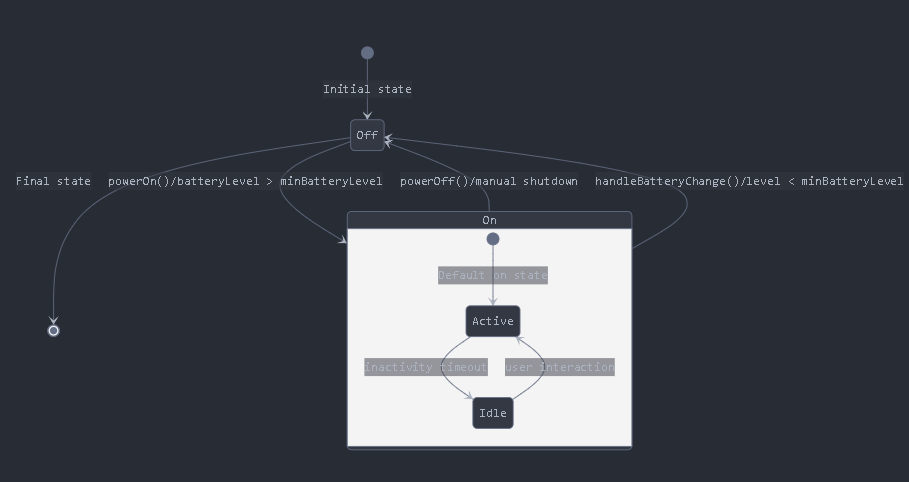 Initial state
Off
Final state
powerOn()/batteryLevel > minBatteryLevel
powerOff()/manual shutdown
handleBatteryChange()/level < minBatteryLevel
On
Default on state
Active
inactivity timeout
user interaction
Idle